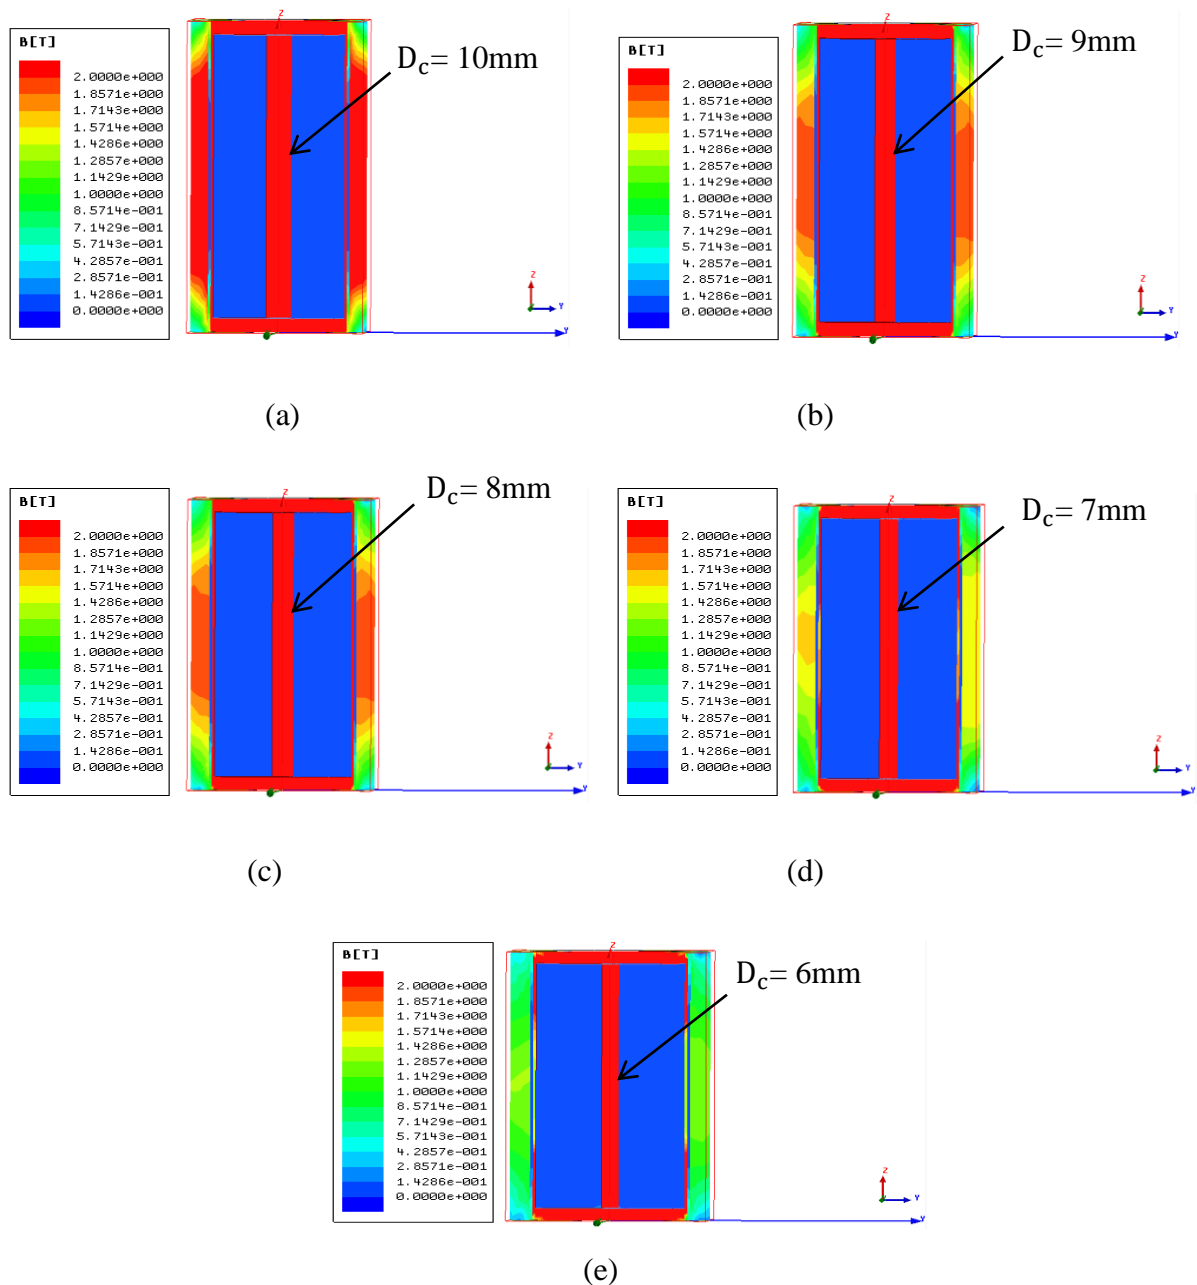 B[T]
2.0000e+000
1.8571e+000
1.7143e+000
1.5714e+000
1.4286e+000
1.2857e+000
1.1429e+000
1.0000e+000
8.5714e-001
7.1429e-001
5.7143e-001
4.2857e-001
2.8571e-001
1.4286e-001
0.0000e+000
Z
D_c= 10mm
Z
Y
Y
(a)
B[T]
2.0000e+000
1.8571e+000
1.7143e+000
1.5714e+000
1.4286e+000
1.2857e+000
1.1429e+000
1.0000e+000
8.5714e-001
7.1429e-001
5.7143e-001
4.2857e-001
2.8571e-001
1.4286e-001
0.0000e+000
Z
D_c= 9mm
Z
Y
Y
(b)
B[T]
2.0000e+000
1.8571e+000
1.7143e+000
1.5714e+000
1.4286e+000
1.2857e+000
1.1429e+000
1.0000e+000
8.5714e-001
7.1429e-001
5.7143e-001
4.2857e-001
2.8571e-001
1.4286e-001
0.0000e+000
Z
D_c= 8mm
Z
Y
Y
(c)
B[T]
2.0000e+000
1.8571e+000
1.7143e+000
1.5714e+000
1.4286e+000
1.2857e+000
1.1429e+000
1.0000e+000
8.5714e-001
7.1429e-001
5.7143e-001
4.2857e-001
2.8571e-001
1.4286e-001
0.0000e+000
Z
D_c= 7mm
Z
Y
Y
(d)
B[T]
2.0000e+000
1.8571e+000
1.7143e+000
1.5714e+000
1.4286e+000
1.2857e+000
1.1429e+000
1.0000e+000
8.5714e-001
7.1429e-001
5.7143e-001
4.2857e-001
2.8571e-001
1.4286e-001
0.0000e+000
Z
D_c= 6mm
Z
Y
Y
(e)